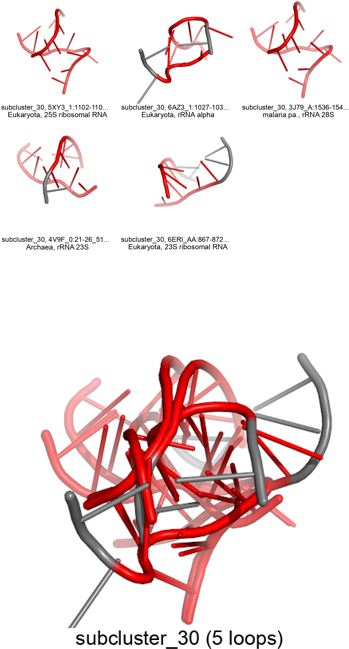 subcluster_30, 5XY3_1:1102-110...
Eukaryota, 25S ribosomal RNA
subcluster_30, 6AZ3_1:1027-103...
Eukaryota, rRNA alpha
subcluster_30, 3J79_A:1536-154...
malaria pa., rRNA 28S
subcluster_30, 4V9F_0:21-26_51...
Archaea, rRNA 23S
subcluster_30, 6ERI_AA:867-872...
Eukaryota, 23S ribosomal RNA
subcluster_30 (5 loops)